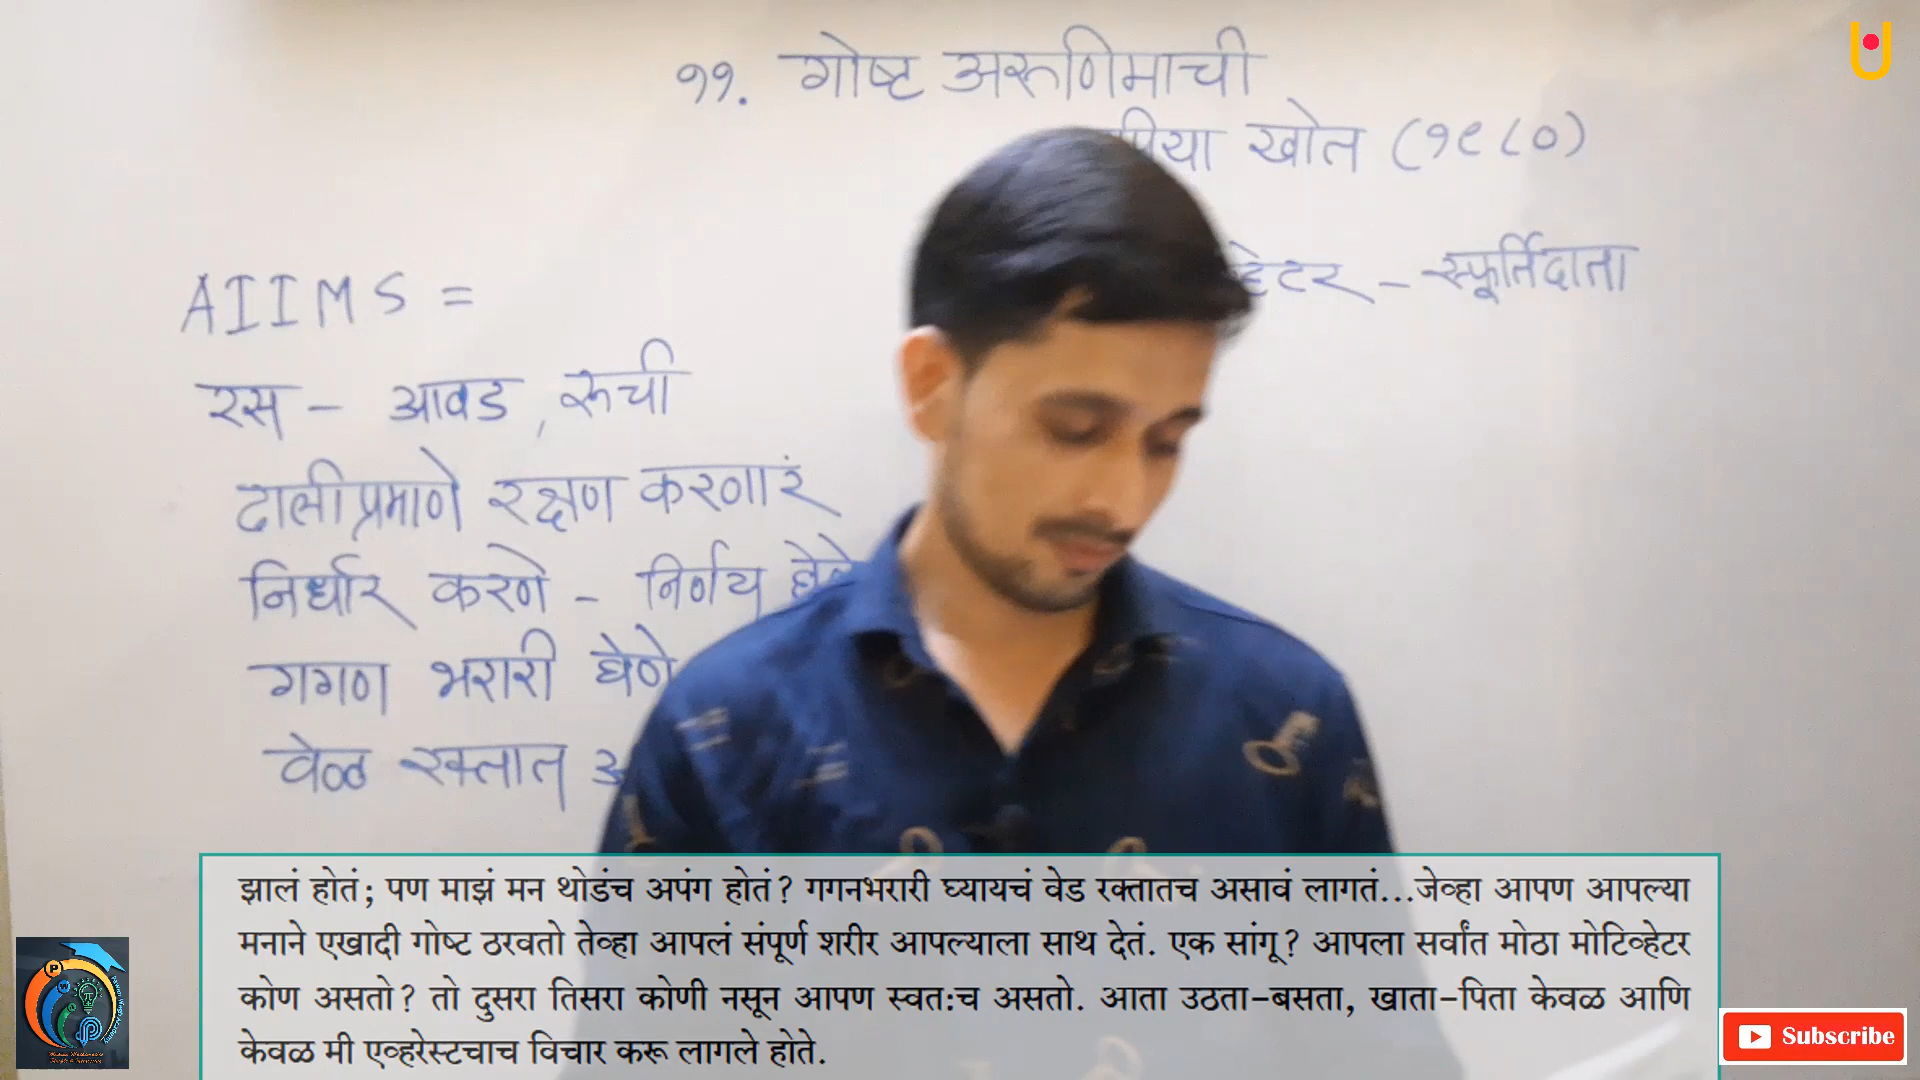 ११. गोष्ट अरूणिमाची
खोत (१९८०)
AIIMS =
हेटर - स्फूर्तिदाता
रस - आवड, रूची
ढालीप्रमाणे रक्षण करणारं
निर्धार करणे - निर्णय घेणे
गगण भरारी घेणे
वेळ रक्तात
झालं होतं; पण माझं मन थोडंच अपंग होतं? गगनभरारी घ्यायचं वेड रक्तातच असावं लागतं...जेव्हा आपण आपल्या
मनाने एखादी गोष्ट ठरवतो तेव्हा आपलं संपूर्ण शरीर आपल्याला साथ देतं. एक सांगू? आपला सर्वांत मोठा मोटिव्हेटर
कोण असतो? तो दुसरा तिसरा कोणी नसून आपण स्वत:च असतो. आता उठता-बसता, खाता-पिता केवळ आणि
केवळ मी एव्हरेस्टचाच विचार करू लागले होते.
Subscribe